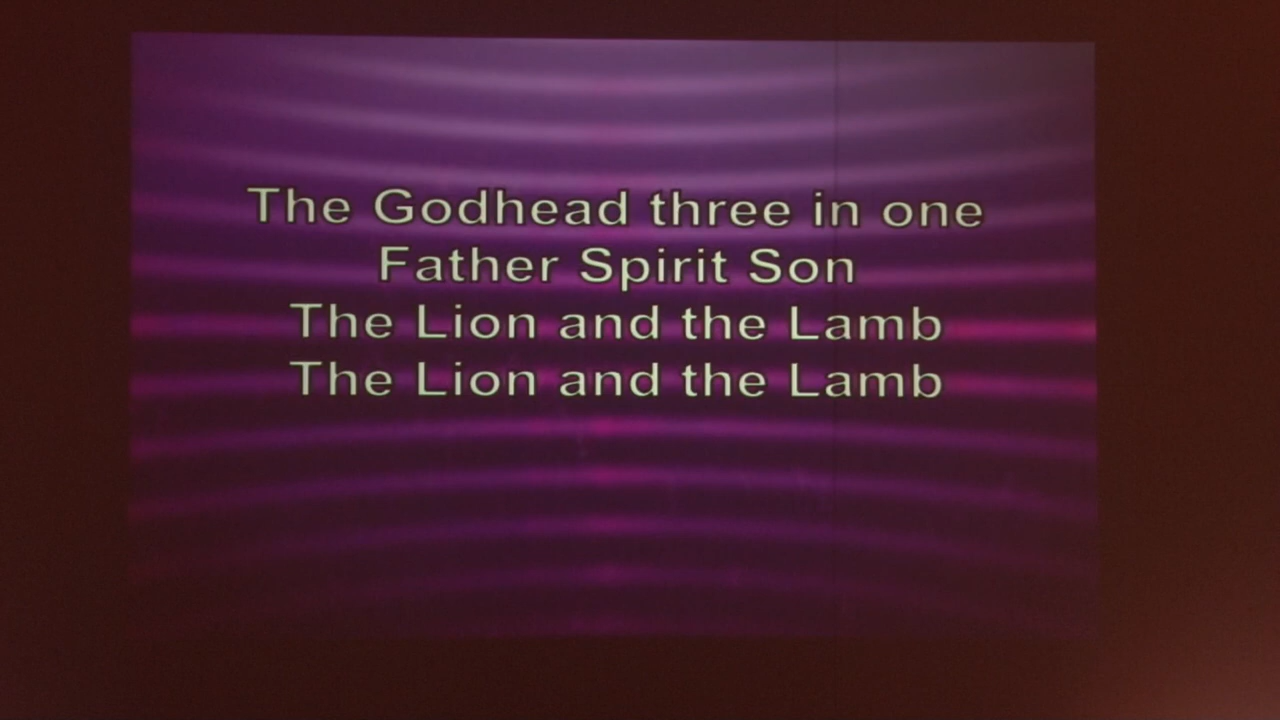 The Godhead three in one
Father Spirit Son
The Lion and the Lamb
The Lion and the Lamb